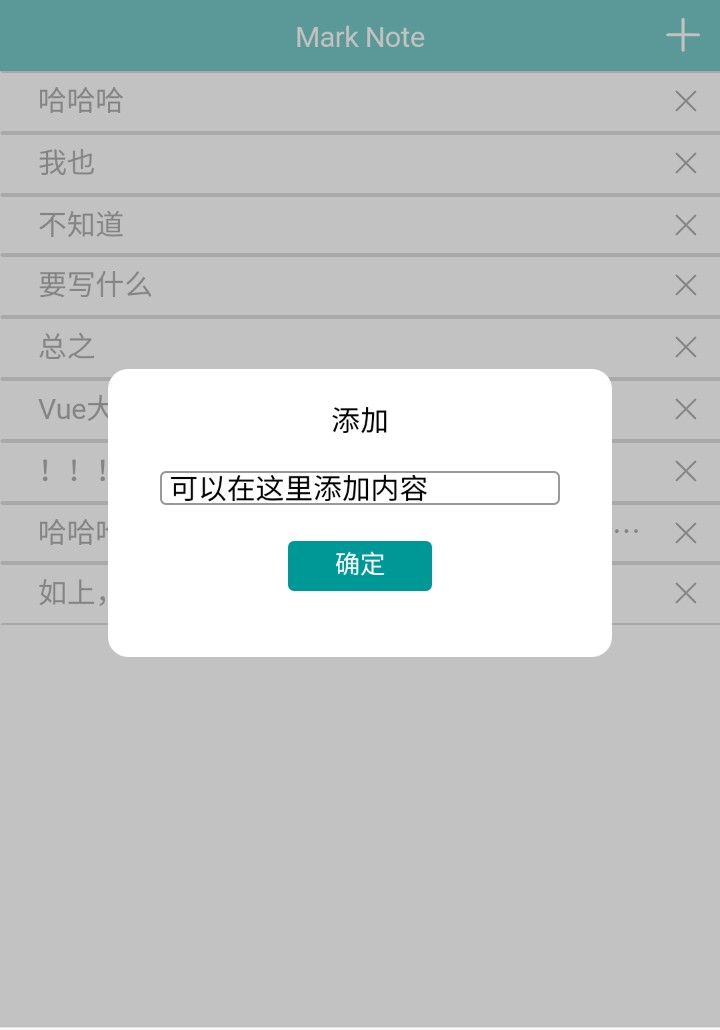 Mark Note
哈哈哈
我也
不知道
要写什么
总之
Vue大
！！！
哈哈
…
如上，
添加
可以在这里添加内容
确定